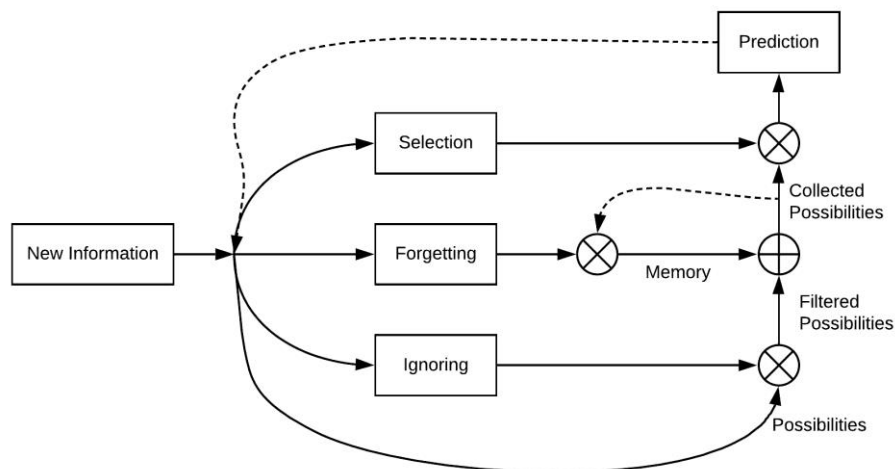 Prediction
Selection
Collected
Possibilities
New Information
Forgetting
Memory
Filtered
Possibilities
Ignoring
Possibilities